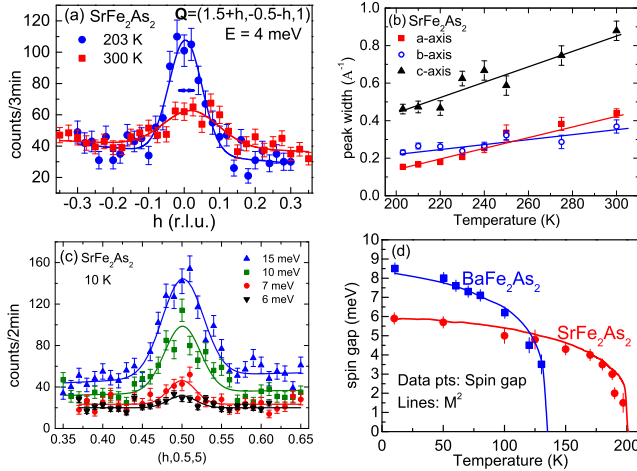 (a) SrFe2As2
Q=(1.5+h,-0.5-h,1)
E = 4 meV
203 K
300 K
counts/3min
120
100
80
60
40
20
-0.3 -0.2 -0.1 0.0 0.1 0.2 0.3
h (r.l.u.)
(b) SrFe2As2
a-axis
b-axis
c-axis
peak width (Å⁻¹)
1.0
0.8
0.6
0.4
0.2
0.0
200 220 240 260 280 300
Temperature (K)
(c) SrFe2As2
10 K
15 meV
10 meV
7 meV
6 meV
counts/2min
160
120
80
40
0
0.35 0.40 0.45 0.50 0.55 0.60 0.65
(h,0.5,5)
(d)
BaFe2As2
SrFe2As2
Data pts: Spin gap
Lines: M²
spin gap (meV)
10
9
8
7
6
5
4
3
2
1
0
0 50 100 150 200
Temperature (K)